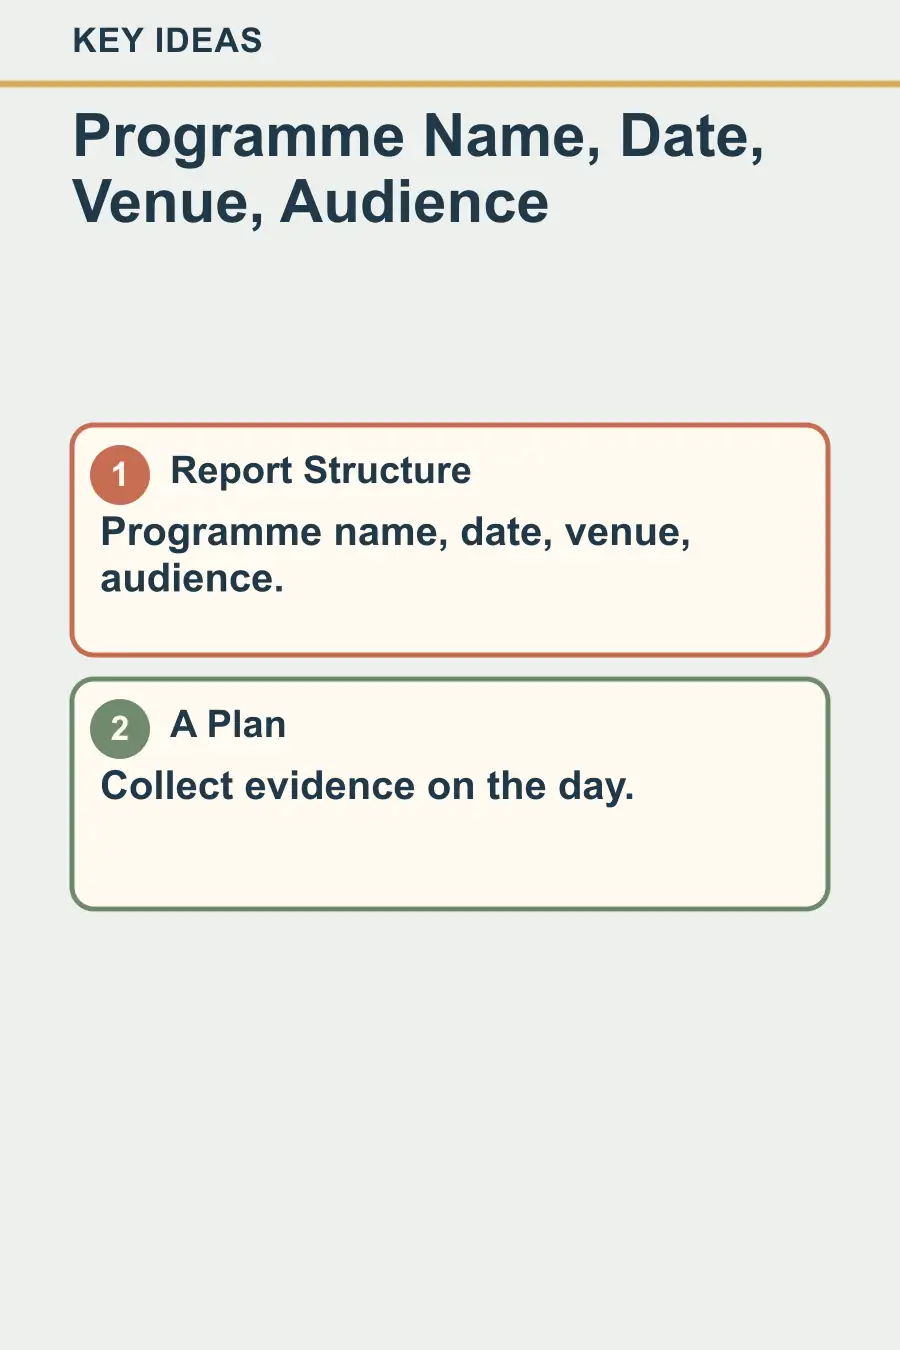 KEY IDEAS
Programme Name, Date,
Venue, Audience
1 Report Structure
Programme name, date, venue,
audience.
2 A Plan
Collect evidence on the day.